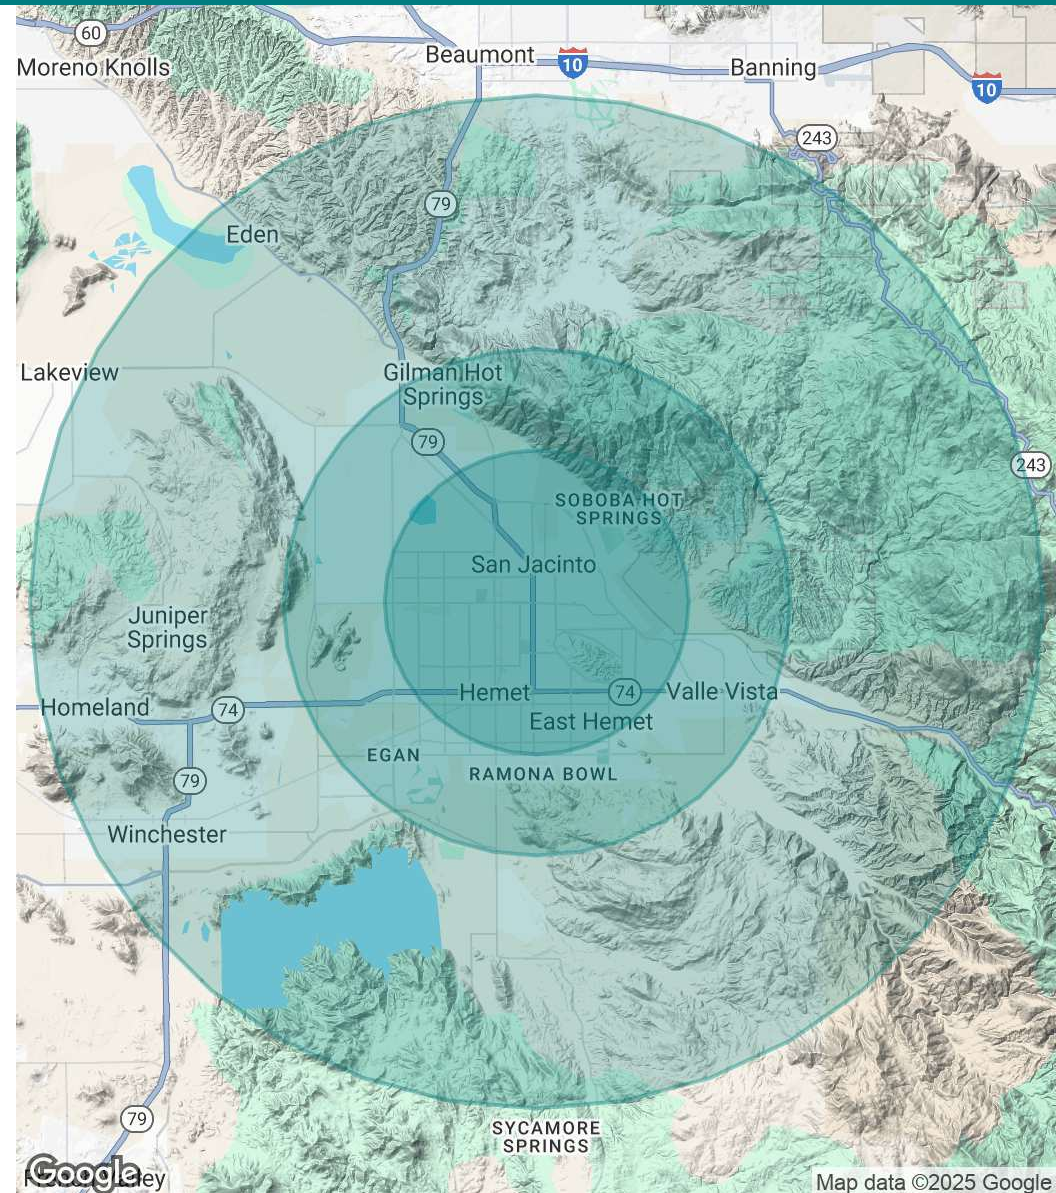 60
Beaumont
10
Moreno Knolls
Banning
10
243
79
Eden
Lakeview
Gilman Hot
Springs
79
243
SOBOBA HOT
SPRINGS
San Jacinto
Juniper
Springs
Hemet
74
Valle Vista
Homeland
74
East Hemet
EGAN
RAMONA BOWL
79
Winchester
79
SYCAMORE
SPRINGS
Google
Map data ©2025 Google